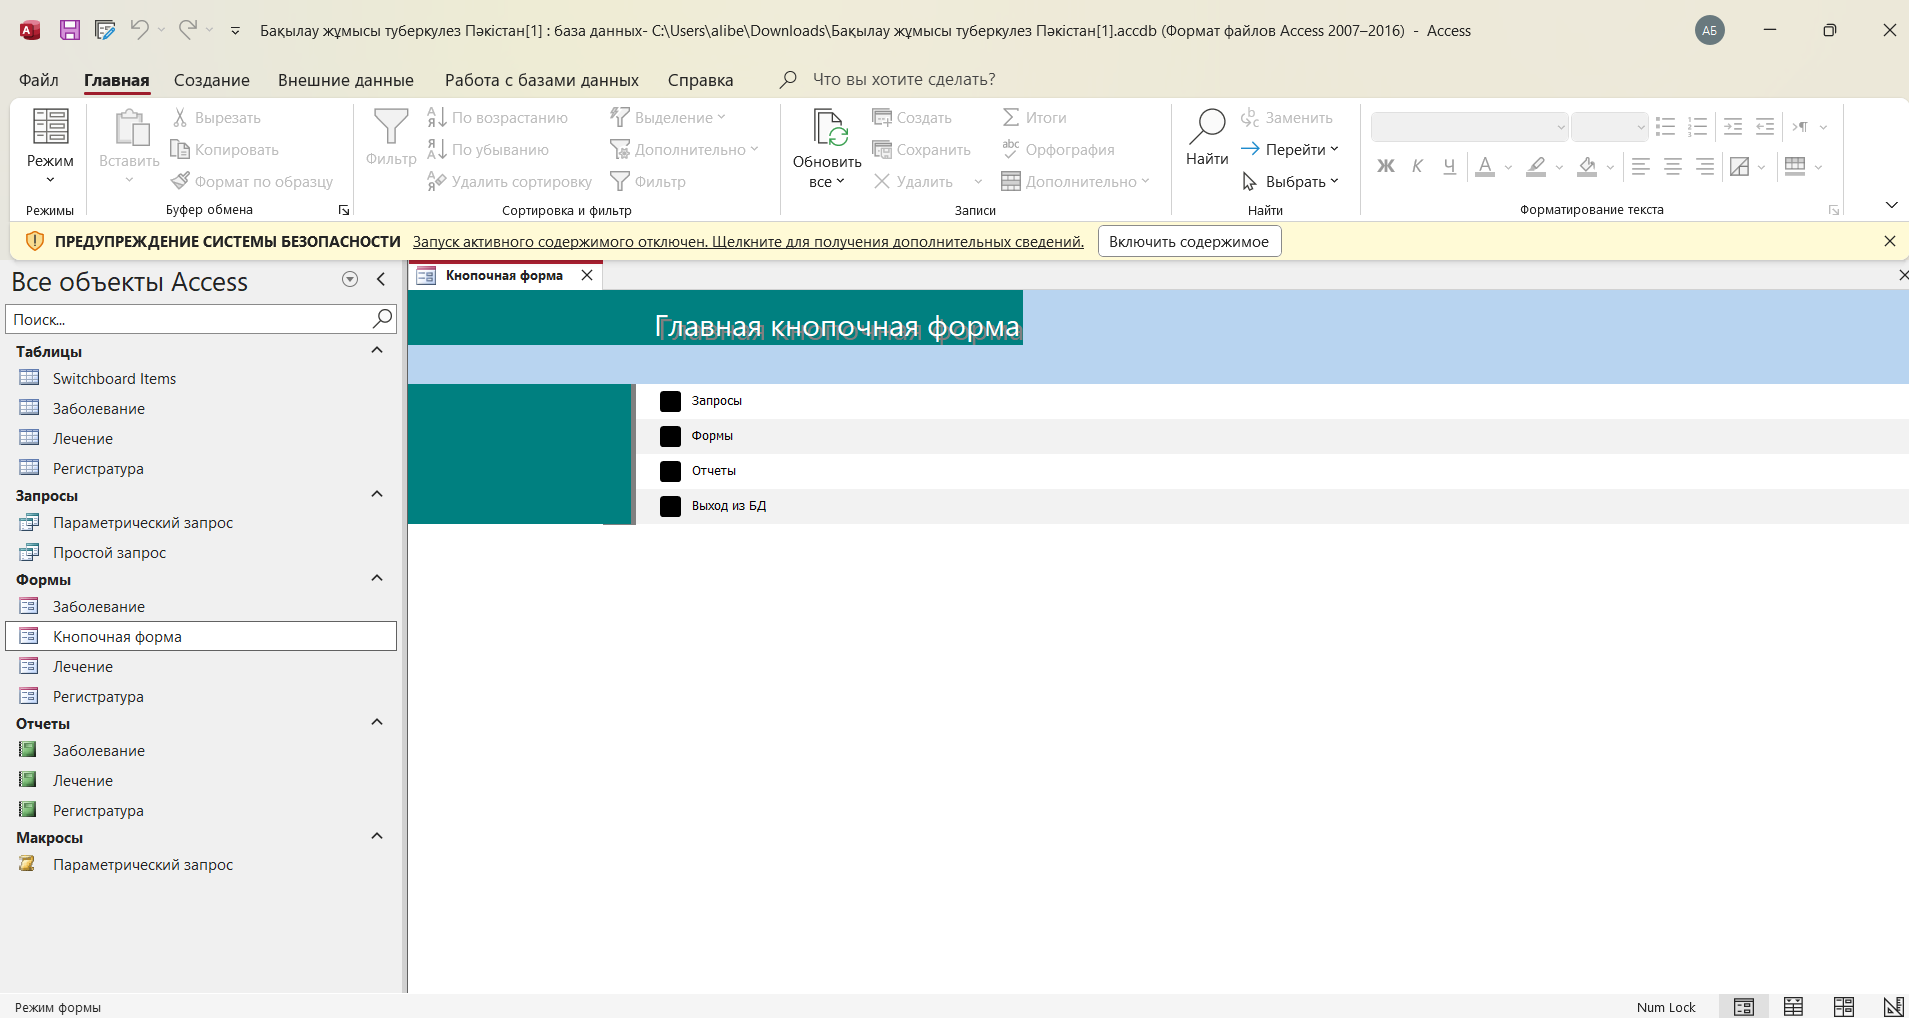 Бақылау жұмысы туберкулез Пәкістан[1] : база данных- C:\Users\alibe\Downloads\Бақылау жұмысы туберкулез Пәкістан[1].accdb (Формат файлов Access 2007–2016) - Access
АБ
Файл Главная Создание Внешние данные Работа с базами данных Справка Что вы хотите сделать?
Режим
Режимы
Вставить
Вырезать
Копировать
Формат по образцу
Буфер обмена
Фильтр
По возрастанию
По убыванию
Удалить сортировку
Выделение
Дополнительно
Фильтр
Сортировка и фильтр
Обновить
все
Создать
Сохранить
Удалить
Итоги
Орфография
Дополнительно
Записи
Найти
Заменить
Перейти
Выбрать
Найти
Ж К Ч А
Форматирование текста
ПРЕДУПРЕЖДЕНИЕ СИСТЕМЫ БЕЗОПАСНОСТИ Запуск активного содержимого отключен. Щелкните для получения дополнительных сведений. Включить содержимое
Все объекты Access
Поиск...
Таблицы
Switchboard Items
Заболевание
Лечение
Регистратура
Запросы
Параметрический запрос
Простой запрос
Формы
Заболевание
Кнопочная форма
Лечение
Регистратура
Отчеты
Заболевание
Лечение
Регистратура
Макросы
Параметрический запрос
Кнопочная форма
Главная кнопочная форма
Запросы
Формы
Отчеты
Выход из БД
Режим формы
Num Lock